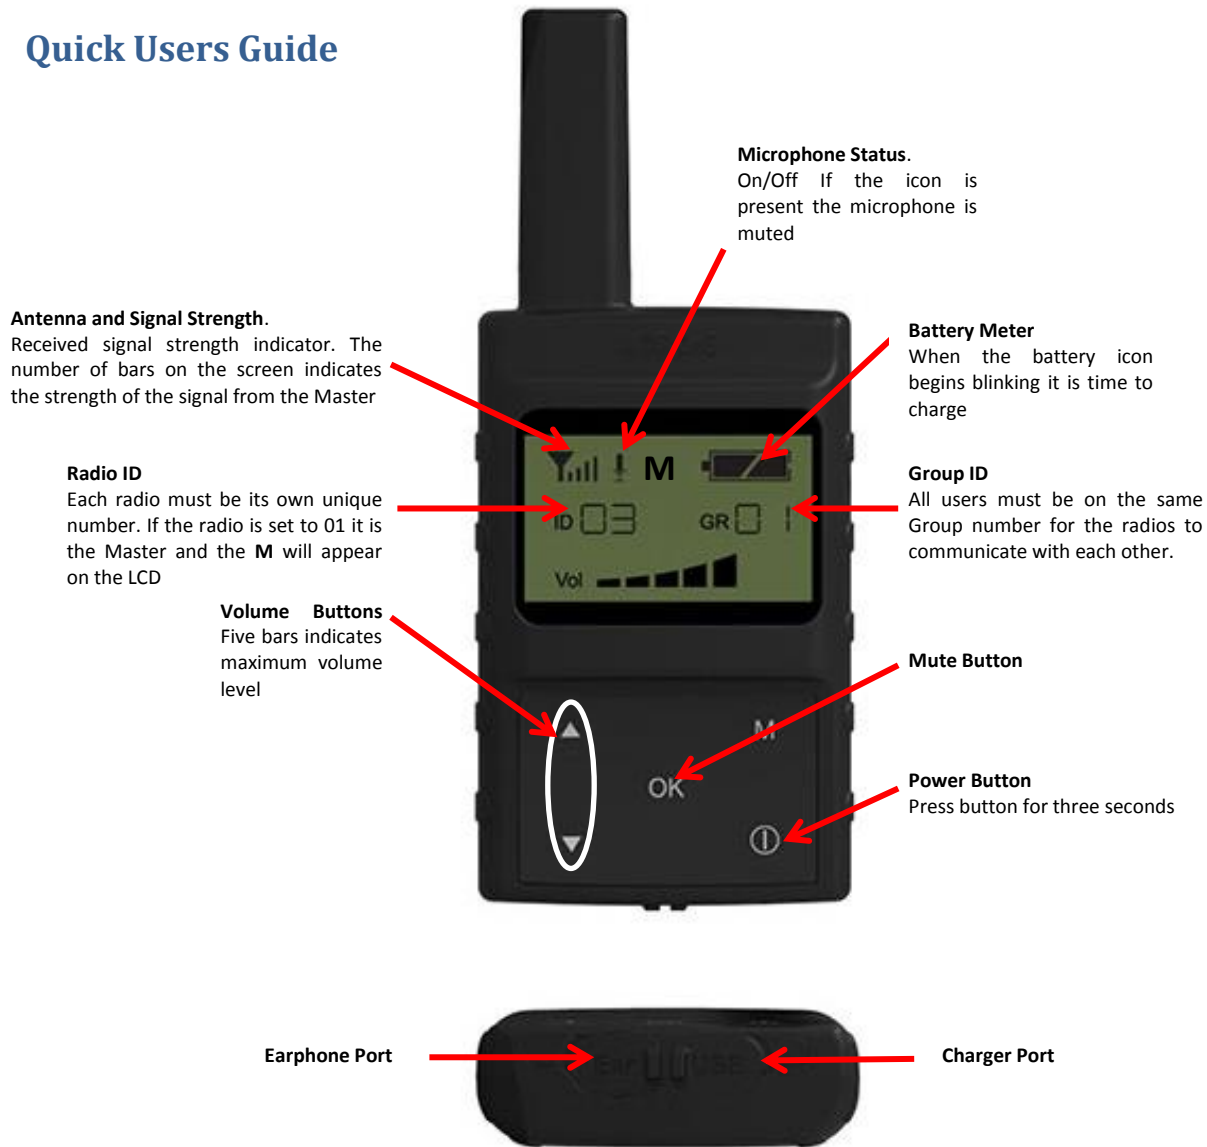 Quick Users Guide
Microphone Status.
On/Off If the icon is
present the microphone is
muted
Antenna and Signal Strength.
Received signal strength indicator. The
number of bars on the screen indicates
the strength of the signal from the Master
Battery Meter
When the battery icon
begins blinking it is time to
charge
M
Radio ID
Each radio must be its own unique
number. If the radio is set to 01 it is
the Master and the M will appear
on the LCD
ID 03 GR 01
Group ID
All users must be on the same
Group number for the radios to
communicate with each other.
Vol
Volume Buttons
Five bars indicates
maximum volume
level
Mute Button
M
OK
Power Button
Press button for three seconds
Earphone Port
Ear USB
Charger Port